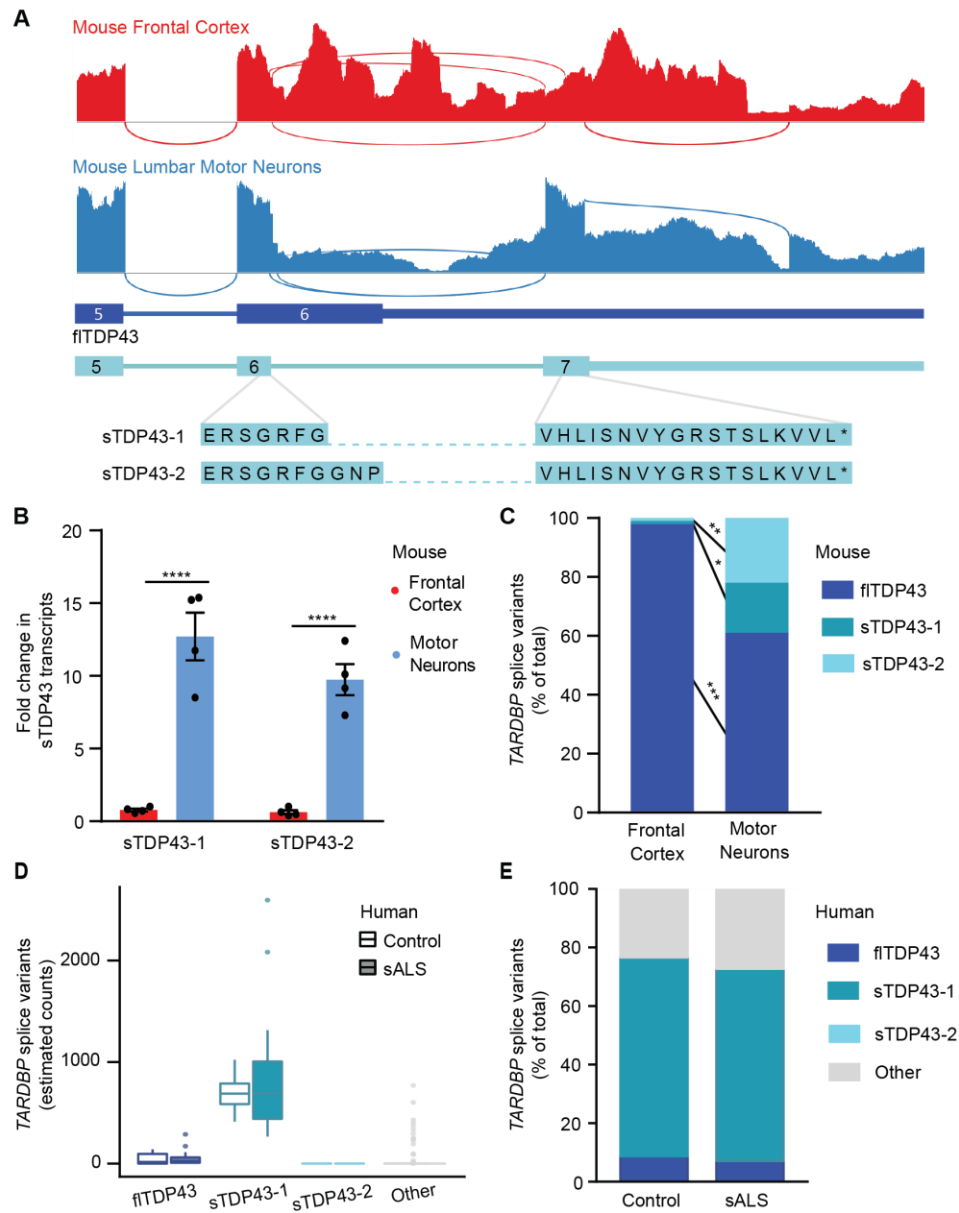 A
Mouse Frontal Cortex
Mouse Lumbar Motor Neurons
5
6
flTDP43
5
6
7
sTDP43-1
E R S G R F G
V H L I S N V Y G R S T S L K V V L *
sTDP43-2
E R S G R F G G N P
V H L I S N V Y G R S T S L K V V L *
B
Fold change in
sTDP43 transcripts
20
15
10
5
0
****
****
sTDP43-1
sTDP43-2
Mouse
Frontal
Cortex
Motor
Neurons
C
TARDBP splice variants
(% of total)
100
80
60
40
20
0
**
*
***
Frontal
Cortex
Motor
Neurons
Mouse
flTDP43
sTDP43-1
sTDP43-2
D
TARDBP splice variants
(estimated counts)
2000
1000
0
Human
Control
sALS
flTDP43
sTDP43-1
sTDP43-2
Other
E
TARDBP splice variants
(% of total)
100
80
60
40
20
0
Control
sALS
Human
flTDP43
sTDP43-1
sTDP43-2
Other